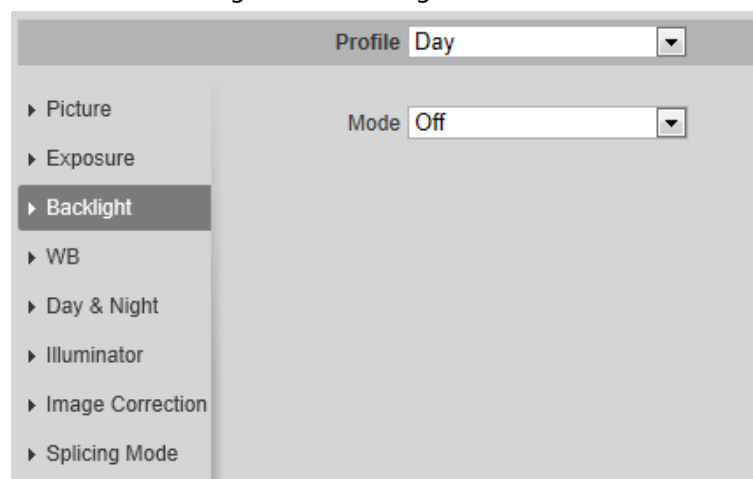 Profile Day
Picture
Mode Off
Exposure
Backlight
WB
Day & Night
Illuminator
Image Correction
Splicing Mode